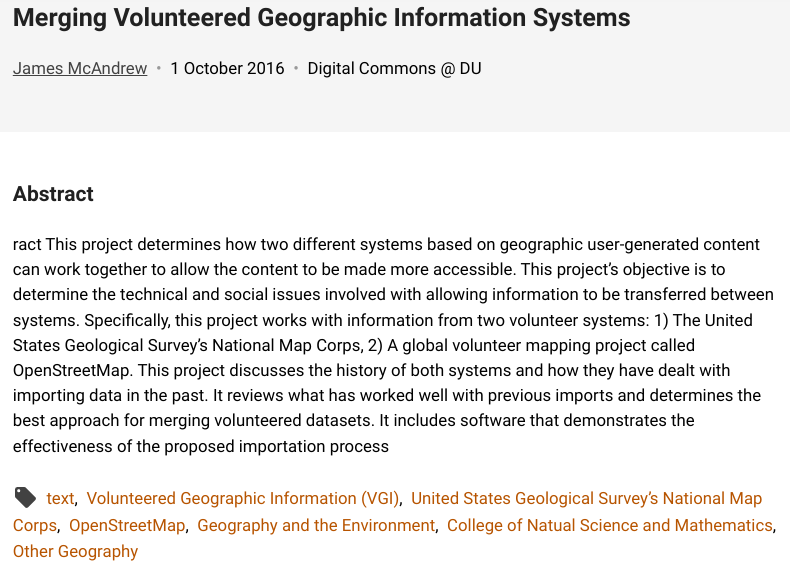 Merging Volunteered Geographic Information Systems
James McAndrew • 1 October 2016 • Digital Commons @ DU
Abstract
ract This project determines how two different systems based on geographic user-generated content
can work together to allow the content to be made more accessible. This project’s objective is to
determine the technical and social issues involved with allowing information to be transferred between
systems. Specifically, this project works with information from two volunteer systems: 1) The United
States Geological Survey’s National Map Corps, 2) A global volunteer mapping project called
OpenStreetMap. This project discusses the history of both systems and how they have dealt with
importing data in the past. It reviews what has worked well with previous imports and determines the
best approach for merging volunteered datasets. It includes software that demonstrates the
effectiveness of the proposed importation process
text, Volunteered Geographic Information (VGI), United States Geological Survey’s National Map
Corps, OpenStreetMap, Geography and the Environment, College of Natual Science and Mathematics,
Other Geography